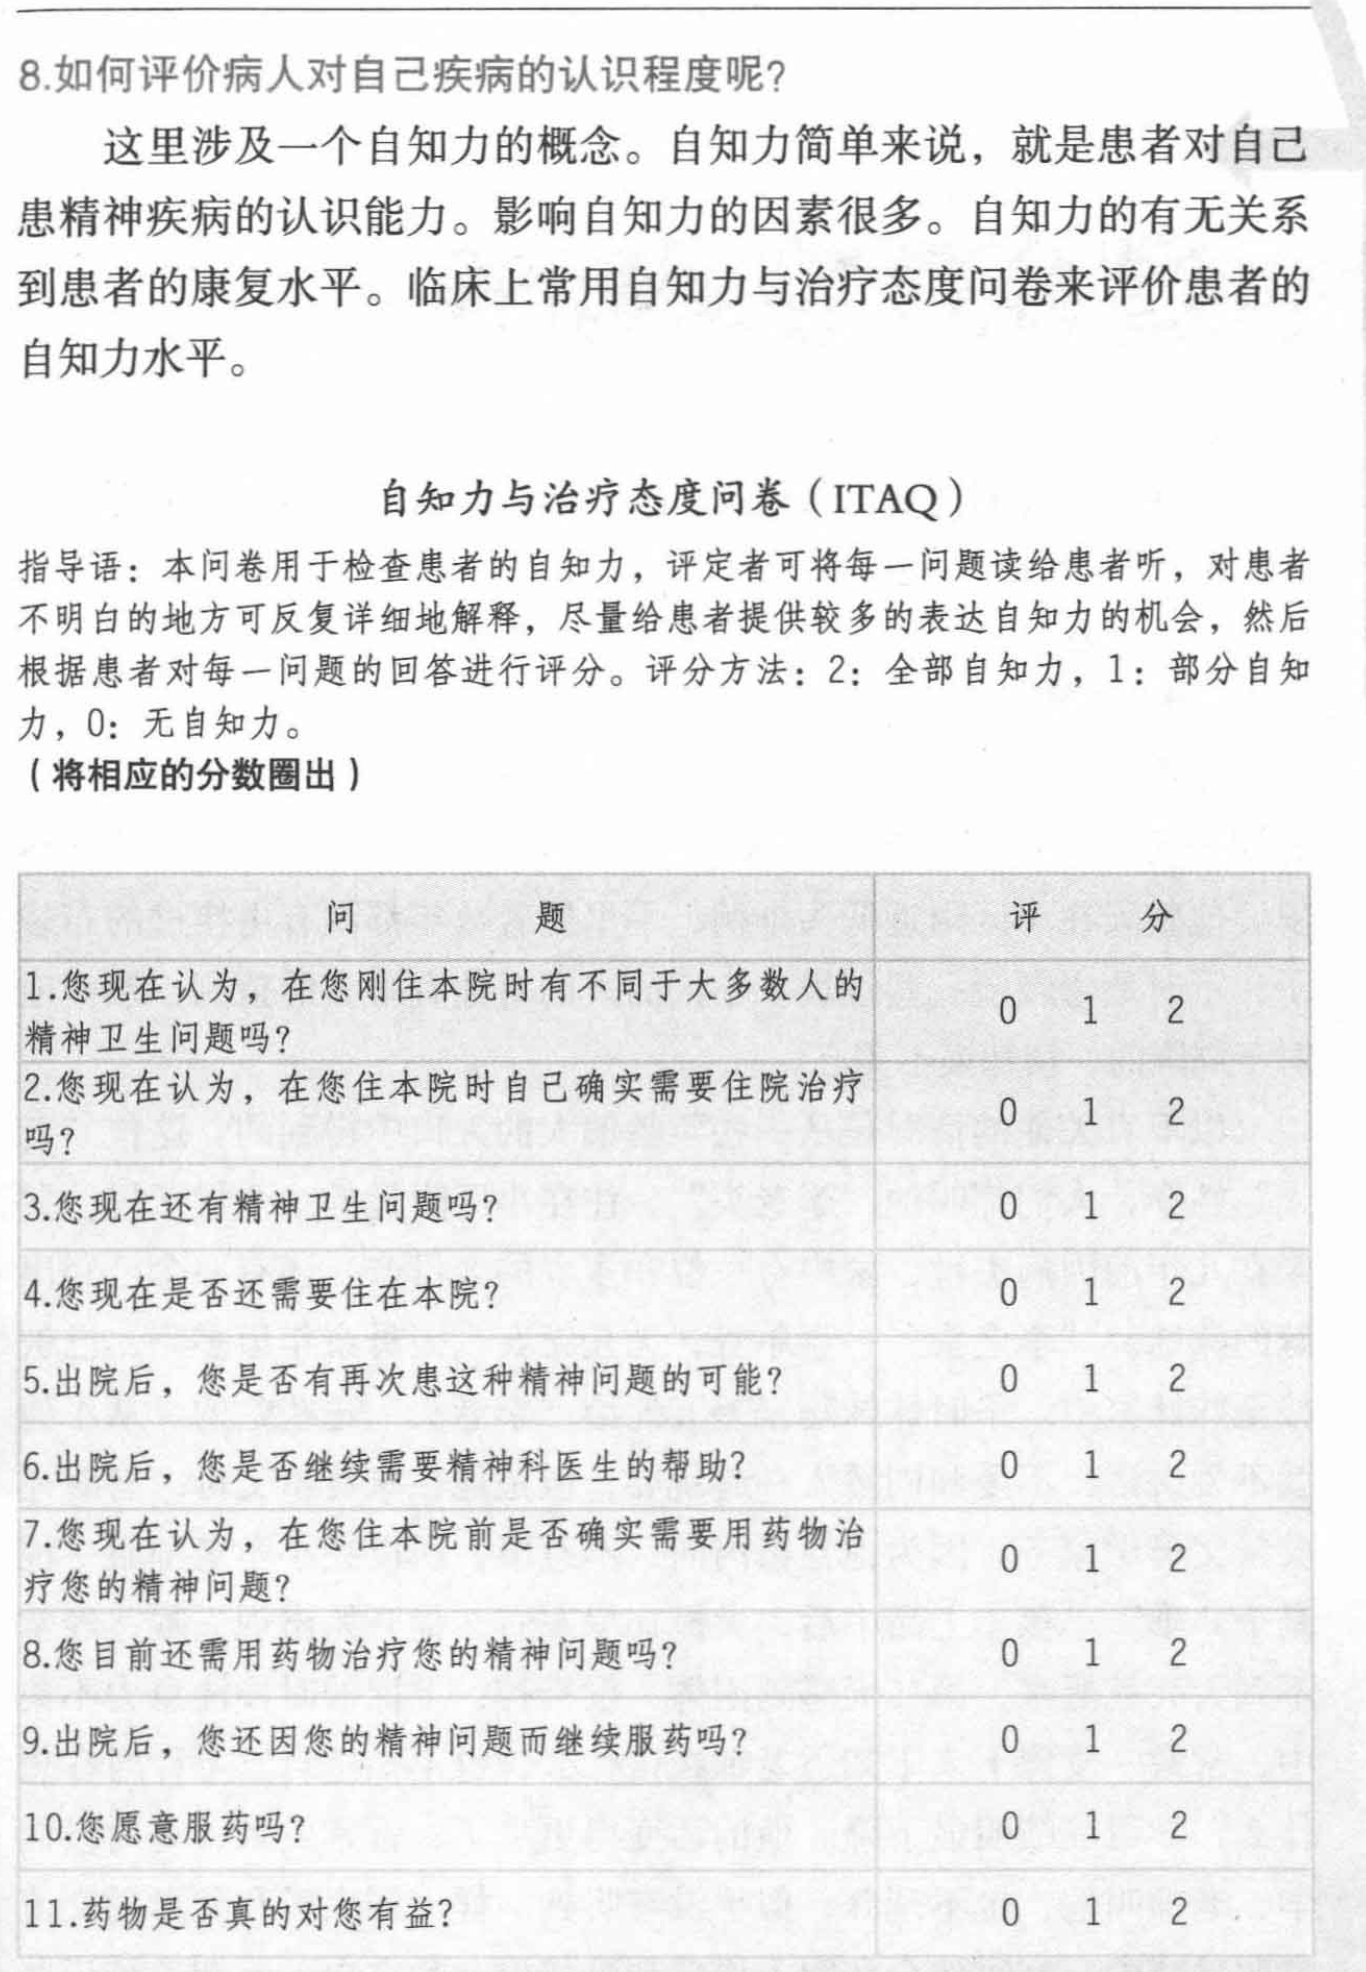 8.如何评价病人对自己疾病的认识程度呢？
这里涉及一个自知力的概念。自知力简单来说，就是患者对自己
患精神疾病的认识能力。影响自知力的因素很多。自知力的有无关系
到患者的康复水平。临床上常用自知力与治疗态度问卷来评价患者的
自知力水平。
自知力与治疗态度问卷（ITAQ）
指导语：本问卷用于检查患者的自知力，评定者可将每一问题读给患者听，对患者
不明白的地方可反复详细地解释，尽量给患者提供较多的表达自知力的机会，然后
根据患者对每一问题的回答进行评分。评分方法：2：全部自知力，1：部分自知
力，0：无自知力。
（将相应的分数圈出）
问 题 评 分
1.您现在认为，在您刚住本院时有不同于大多数人的
精神卫生问题吗？ 0 1 2
2.您现在认为，在您住本院时自己确实需要住院治疗
吗？ 0 1 2
3.您现在还有精神卫生问题吗？ 0 1 2
4.您现在是否还需要住在本院？ 0 1 2
5.出院后，您是否有再次患这种精神问题的可能？ 0 1 2
6.出院后，您是否继续需要精神科医生的帮助？ 0 1 2
7.您现在认为，在您住本院前是否确实需要用药物治
疗您的精神问题？ 0 1 2
8.您目前还需用药物治疗您的精神问题吗？ 0 1 2
9.出院后，您还因您的精神问题而继续服药吗？ 0 1 2
10.您愿意服药吗？ 0 1 2
11.药物是否真的对您有益？ 0 1 2